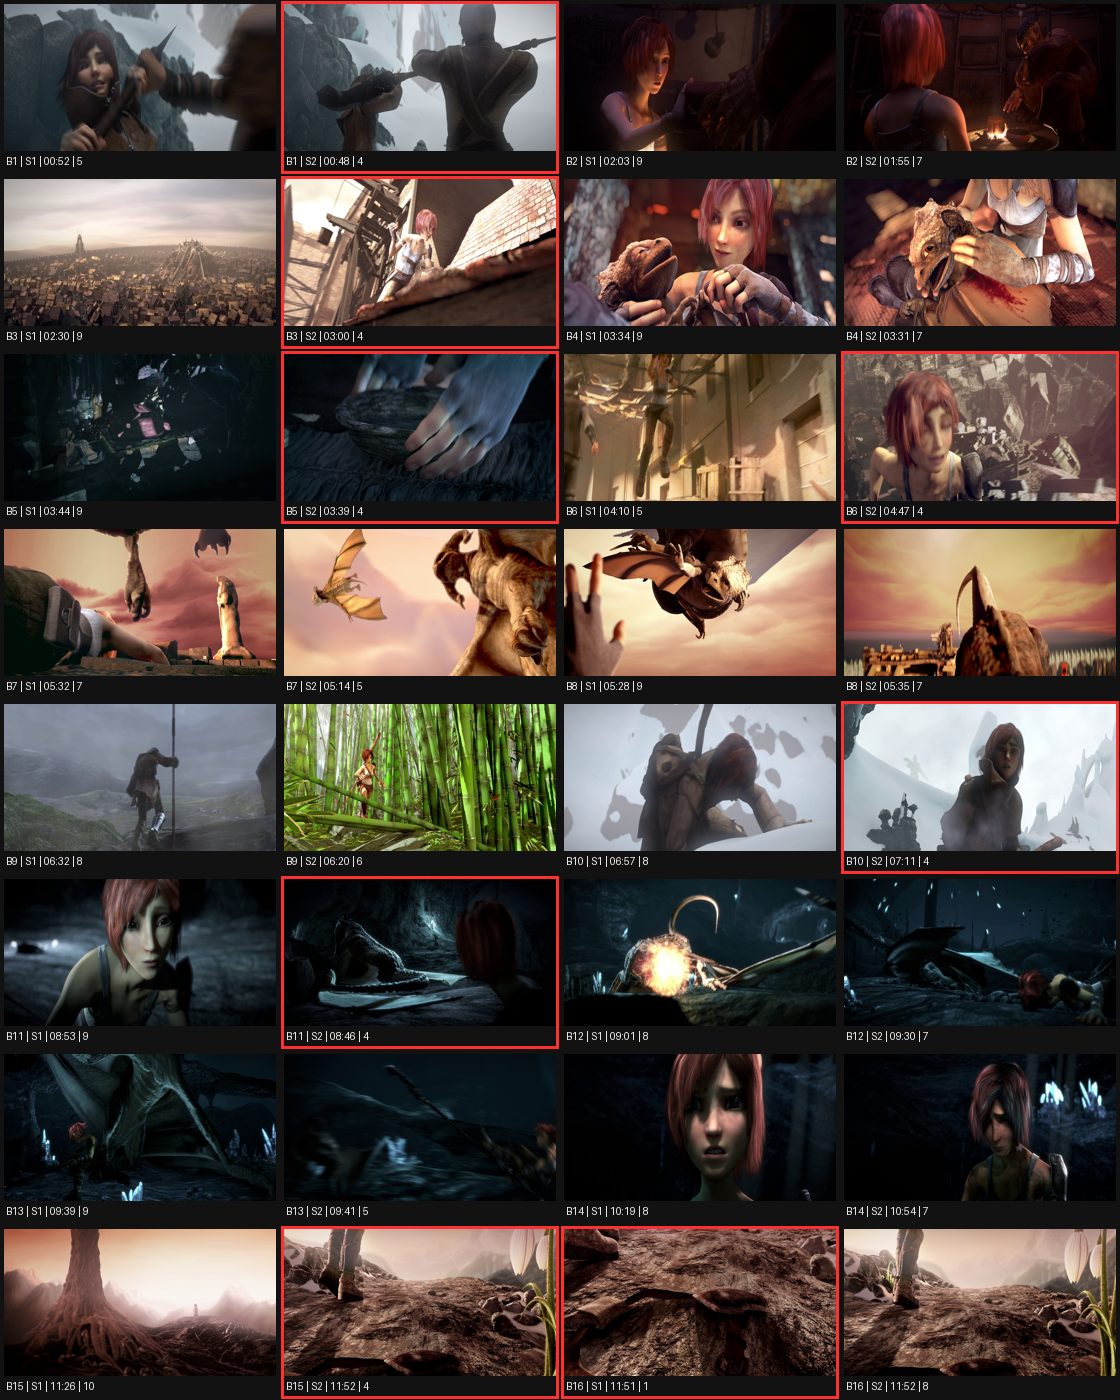 B1 | S1 | 00:52 | 5
B1 | S2 | 00:48 | 4
B2 | S1 | 02:03 | 9
B2 | S2 | 01:55 | 7
B3 | S1 | 02:30 | 9
B3 | S2 | 03:00 | 4
B4 | S1 | 03:34 | 9
B4 | S2 | 03:31 | 7
B5 | S1 | 03:44 | 9
B5 | S2 | 03:39 | 4
B6 | S1 | 04:10 | 5
B6 | S2 | 04:47 | 4
B7 | S1 | 05:32 | 7
B7 | S2 | 05:14 | 5
B8 | S1 | 05:28 | 9
B8 | S2 | 05:35 | 7
B9 | S1 | 06:32 | 8
B9 | S2 | 06:20 | 6
B10 | S1 | 06:57 | 8
B10 | S2 | 07:11 | 4
B11 | S1 | 08:53 | 9
B11 | S2 | 08:46 | 4
B12 | S1 | 09:01 | 8
B12 | S2 | 09:30 | 7
B13 | S1 | 09:39 | 9
B13 | S2 | 09:41 | 5
B14 | S1 | 10:19 | 8
B14 | S2 | 10:54 | 7
B15 | S1 | 11:26 | 10
B15 | S2 | 11:52 | 4
B16 | S1 | 11:51 | 1
B16 | S2 | 11:52 | 8